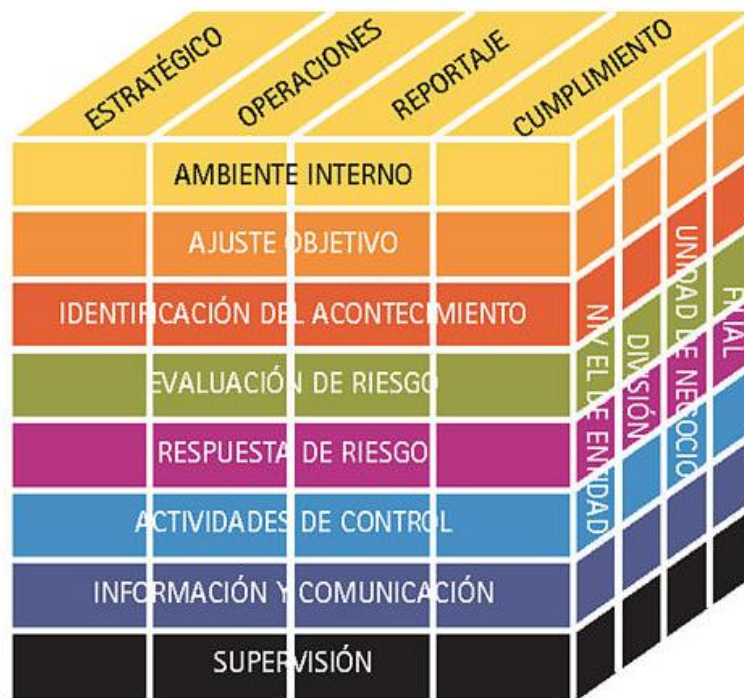 ESTRATÉGICO
OPERACIONES
REPORTAJE
CUMPLIMIENTO
AMBIENTE INTERNO
AJUSTE OBJETIVO
IDENTIFICACIÓN DEL ACONTECIMIENTO
EVALUACIÓN DE RIESGO
RESPUESTA DE RIESGO
ACTIVIDADES DE CONTROL
INFORMACIÓN Y COMUNICACIÓN
SUPERVISIÓN
NIVEL DE ENTIDAD
DIVISIÓN
UNIDAD DE NEGOCIO
FILIAL